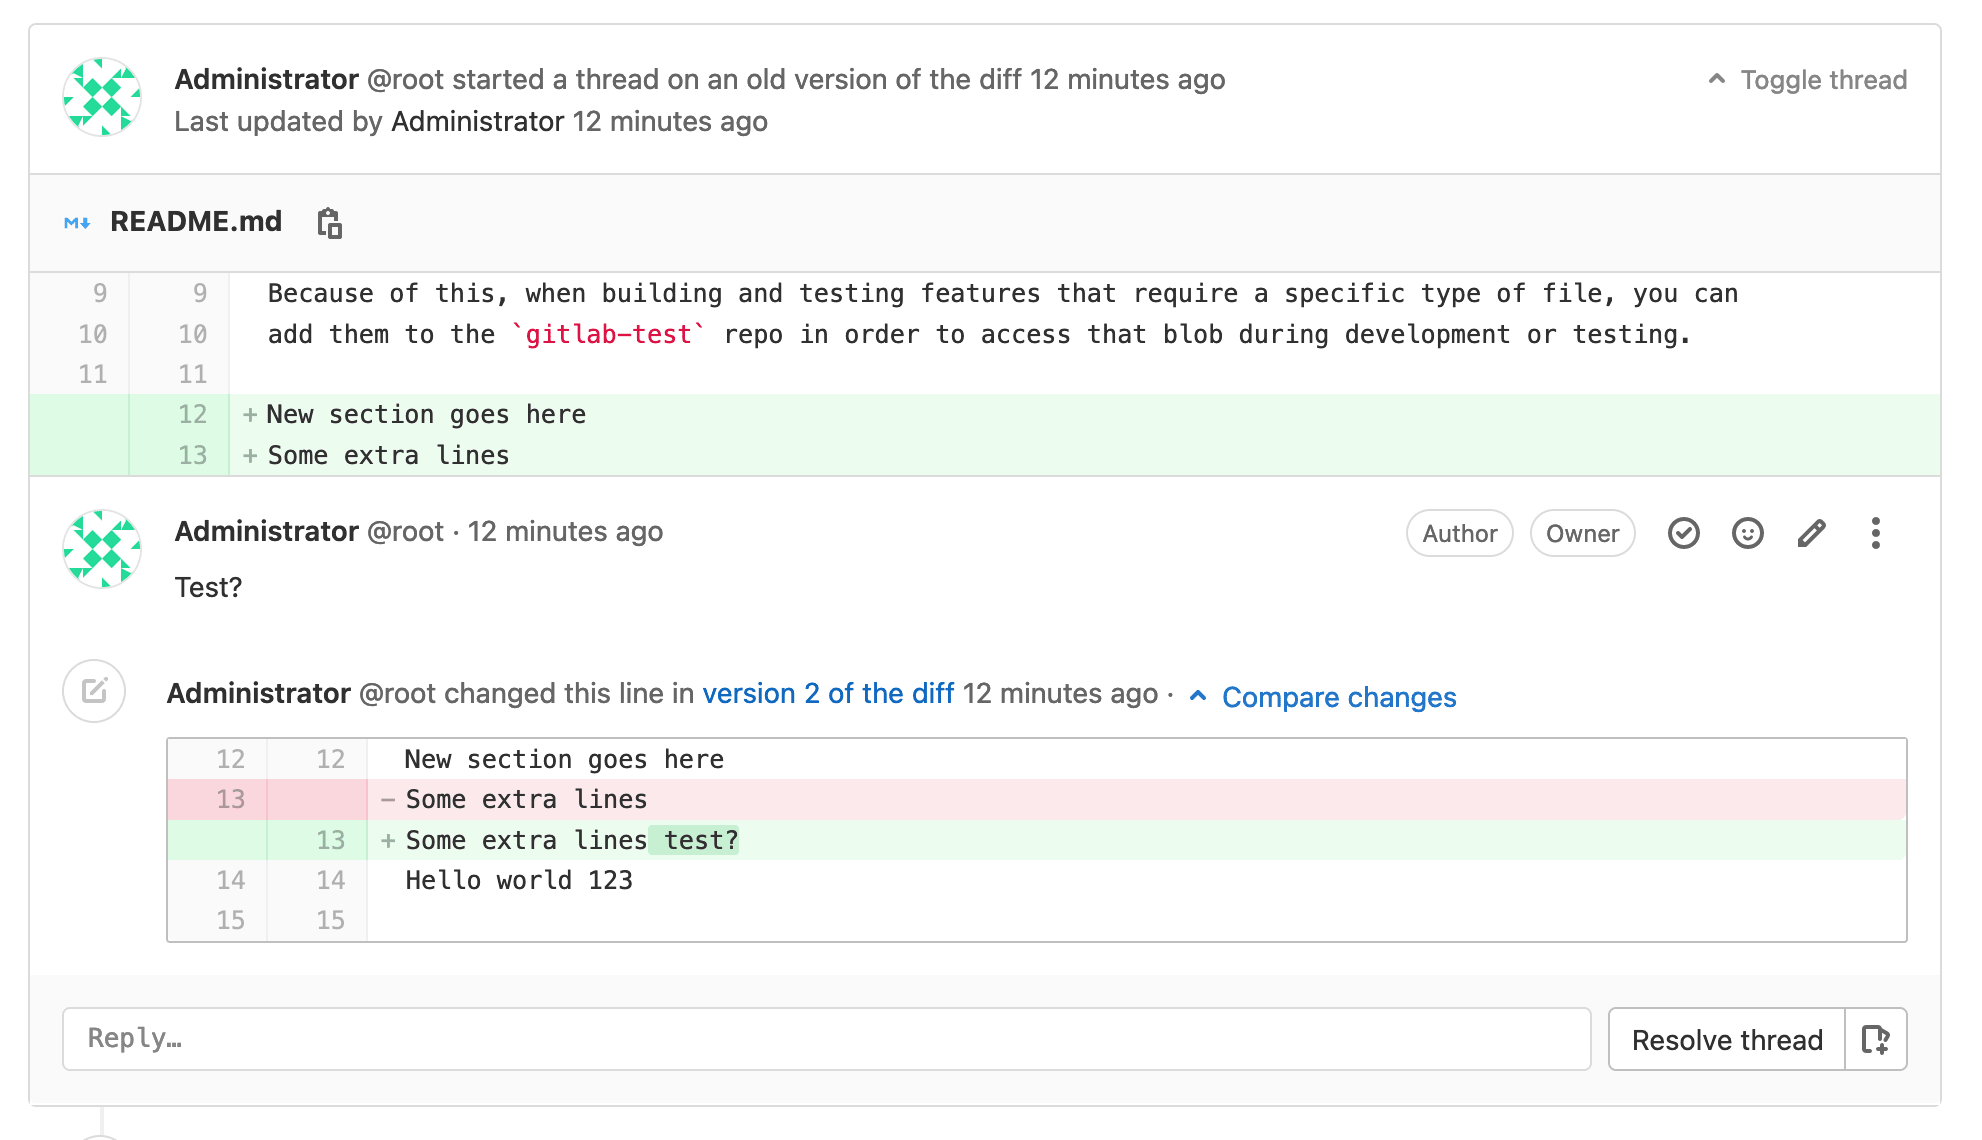 Administrator @root started a thread on an old version of the diff 12 minutes ago
Toggle thread
Last updated by Administrator 12 minutes ago
M README.md
9 9 Because of this, when building and testing features that require a specific type of file, you can
10 10 add them to the `gitlab-test` repo in order to access that blob during development or testing.
11 11
12 + New section goes here
13 + Some extra lines
Administrator @root · 12 minutes ago
Author Owner
Test?
Administrator @root changed this line in version 2 of the diff 12 minutes ago · Compare changes
12 12 New section goes here
13 - Some extra lines
13 + Some extra lines test?
14 14 Hello world 123
15 15
Reply…
Resolve thread